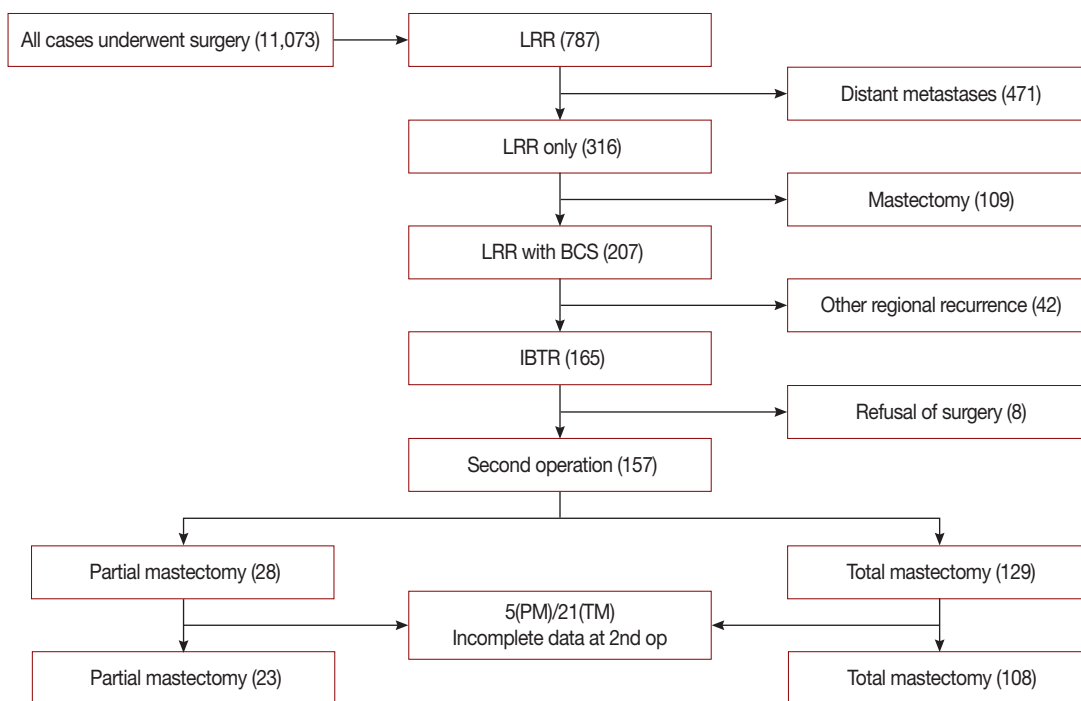 All cases underwent surgery (11,073)
LRR (787)
Distant metastases (471)
LRR only (316)
Mastectomy (109)
LRR with BCS (207)
Other regional recurrence (42)
IBTR (165)
Refusal of surgery (8)
Second operation (157)
Partial mastectomy (28)
Total mastectomy (129)
5(PM)/21(TM)
Incomplete data at 2nd op
Partial mastectomy (23)
Total mastectomy (108)